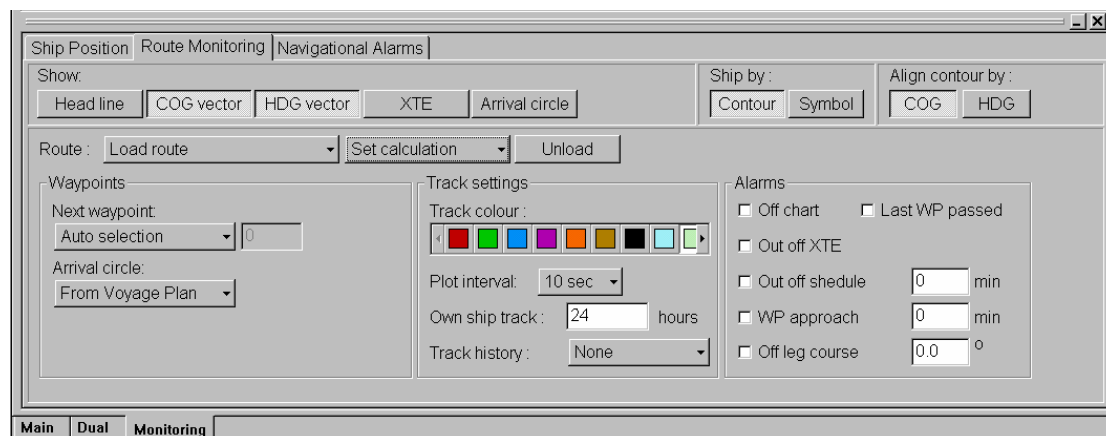 Ship Position Route Monitoring Navigational Alarms
Show: Ship by : Align contour by :
Head line COG vector HDG vector XTE Arrival circle Contour Symbol COG HDG
Route : Load route Set calculation Unload
Waypoints
Next waypoint:
Auto selection 0
Arrival circle:
From Voyage Plan
Track settings
Track colour :
Plot interval: 10 sec
Own ship track : 24 hours
Track history : None
Alarms
Off chart Last WP passed
Out off XTE
Out off shedule 0 min
WP approach 0 min
Off leg course 0.0 °
Main Dual Monitoring